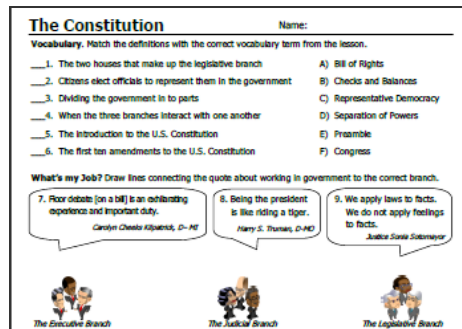 The Constitution Name:
Vocabulary. Match the definitions with the correct vocabulary term from the lesson.
___1. The two houses that make up the legislative branch A) Bill of Rights
___2. Citizens elect officials to represent them in the government B) Checks and Balances
___3. Dividing the government in to parts C) Representative Democracy
___4. When the three branches interact with one another D) Separation of Powers
___5. The introduction to the U.S. Constitution E) Preamble
___6. The first ten amendments to the U.S. Constitution F) Congress
What's my Job? Draw lines connecting the quote about working in government to the correct branch.
7. Floor debate [on a bill] is an exhilarating
experience and important duty.
Carolyn Cheeks Kilpatrick, D– MI
8. Being the president
is like riding a tiger.
Harry S. Truman, D-MO
9. We apply laws to facts.
We do not apply feelings
to facts.
Justice Sonia Sotomayor
The Executive Branch The Judicial Branch The Legislative Branch